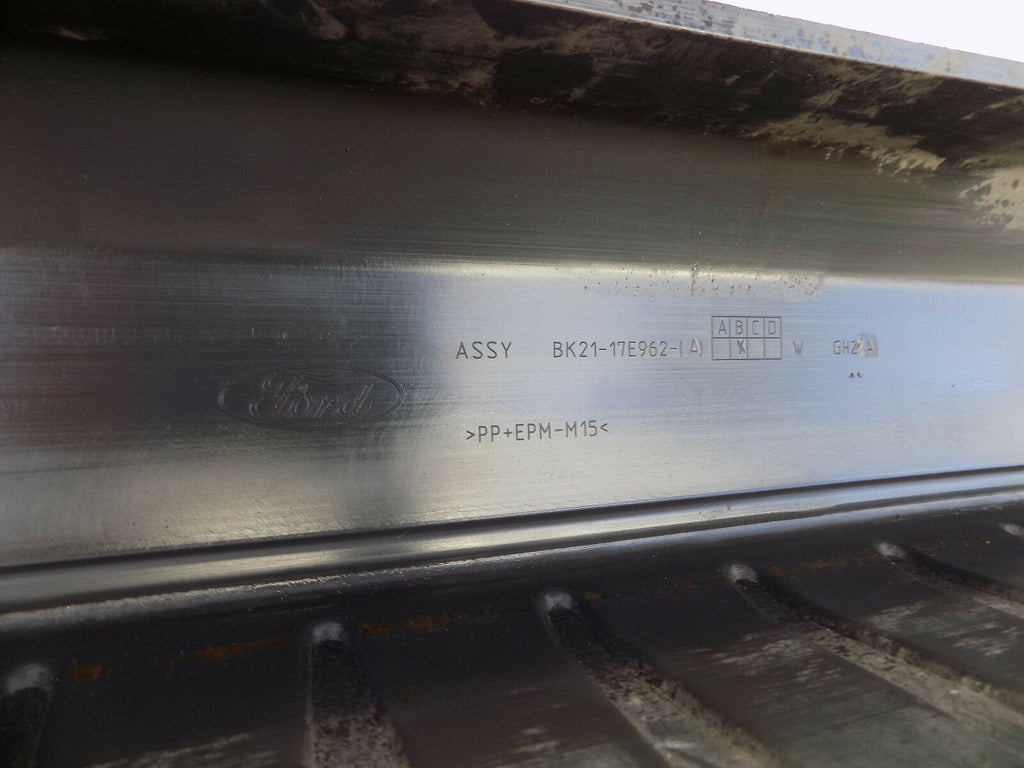 ASSY BK21-17E962-(A) A B C D X W GHZ
Ford
>PP+EPM-M15<